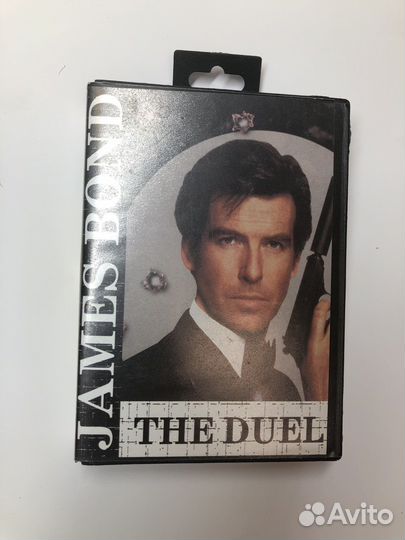 JAMES BOND
THE DUEL
Avito